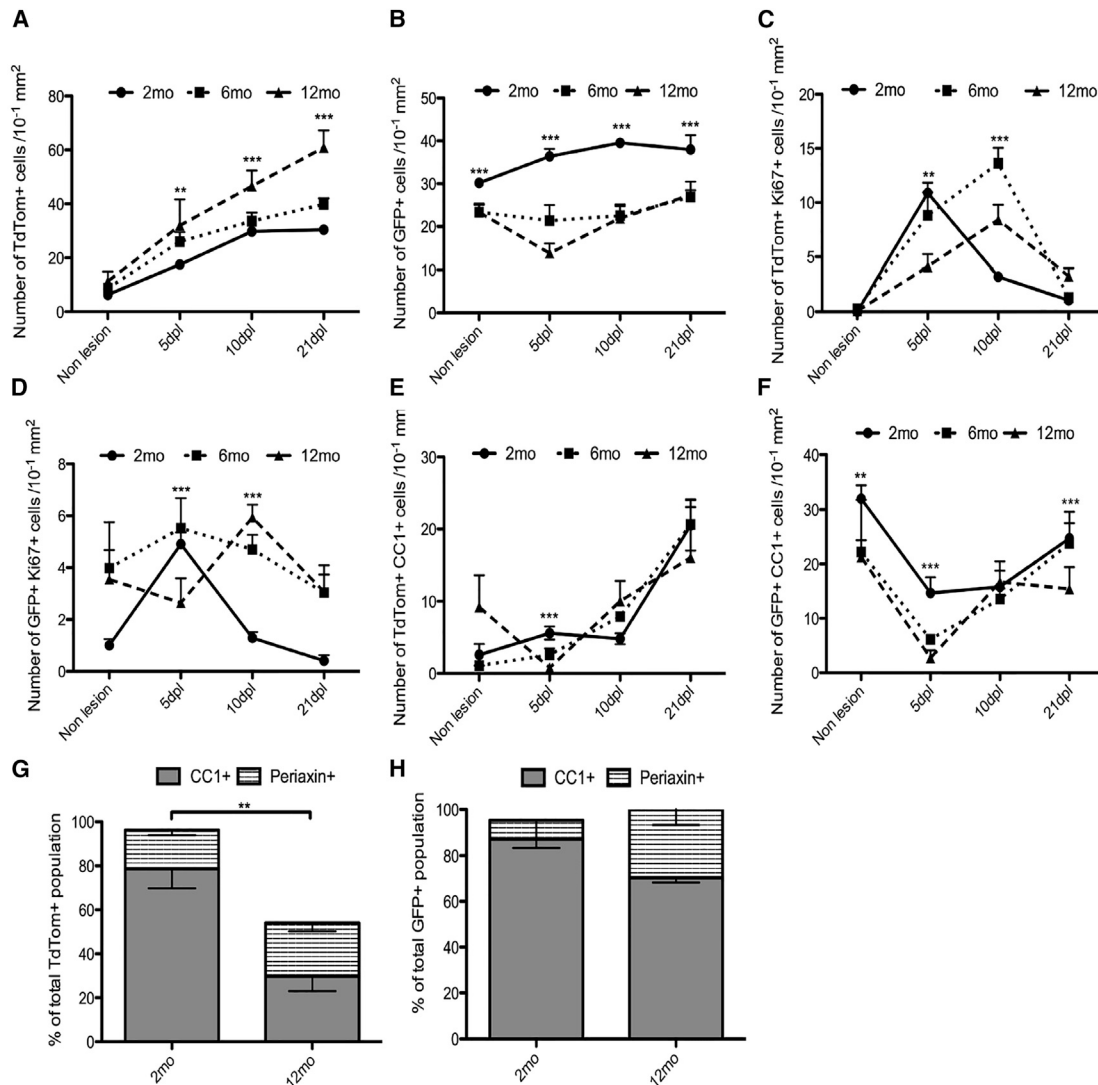 A
B
C
2mo 6mo 12mo
Number of TdTom+ cells /10-1 mm2
80
60
40
20
0
**
***
***
Non lesion
5dpl
10dpl
21dpl
2mo 6mo 12mo
Number of GFP+ cells /10-1 mm2
50
40
30
20
10
0
***
***
***
***
Non lesion
5dpl
10dpl
21dpl
2mo 6mo 12mo
Number of TdTom+ Ki67+ cells /10-1 mm2
20
15
10
5
0
**
***
Non lesion
5dpl
10dpl
21dpl
D
E
F
2mo 6mo 12mo
Number of GFP+ Ki67+ cells /10-1 mm2
8
6
4
2
0
***
***
Non lesion
5dpl
10dpl
21dpl
2mo 6mo 12mo
Number of TdTom+ CC1+ cells /10-1 mm
30
20
10
0
***
Non lesion
5dpl
10dpl
21dpl
2mo 6mo 12mo
Number of GFP+ CC1+ cells /10-1 mm2
40
30
20
10
0
**
***
***
Non lesion
5dpl
10dpl
21dpl
G
H
CC1+ Periaxin+
% of total TdTom+ population
100
80
60
40
20
0
**
2mo
12mo
CC1+ Periaxin+
% of total GFP+ population
100
80
60
40
20
0
2mo
12mo